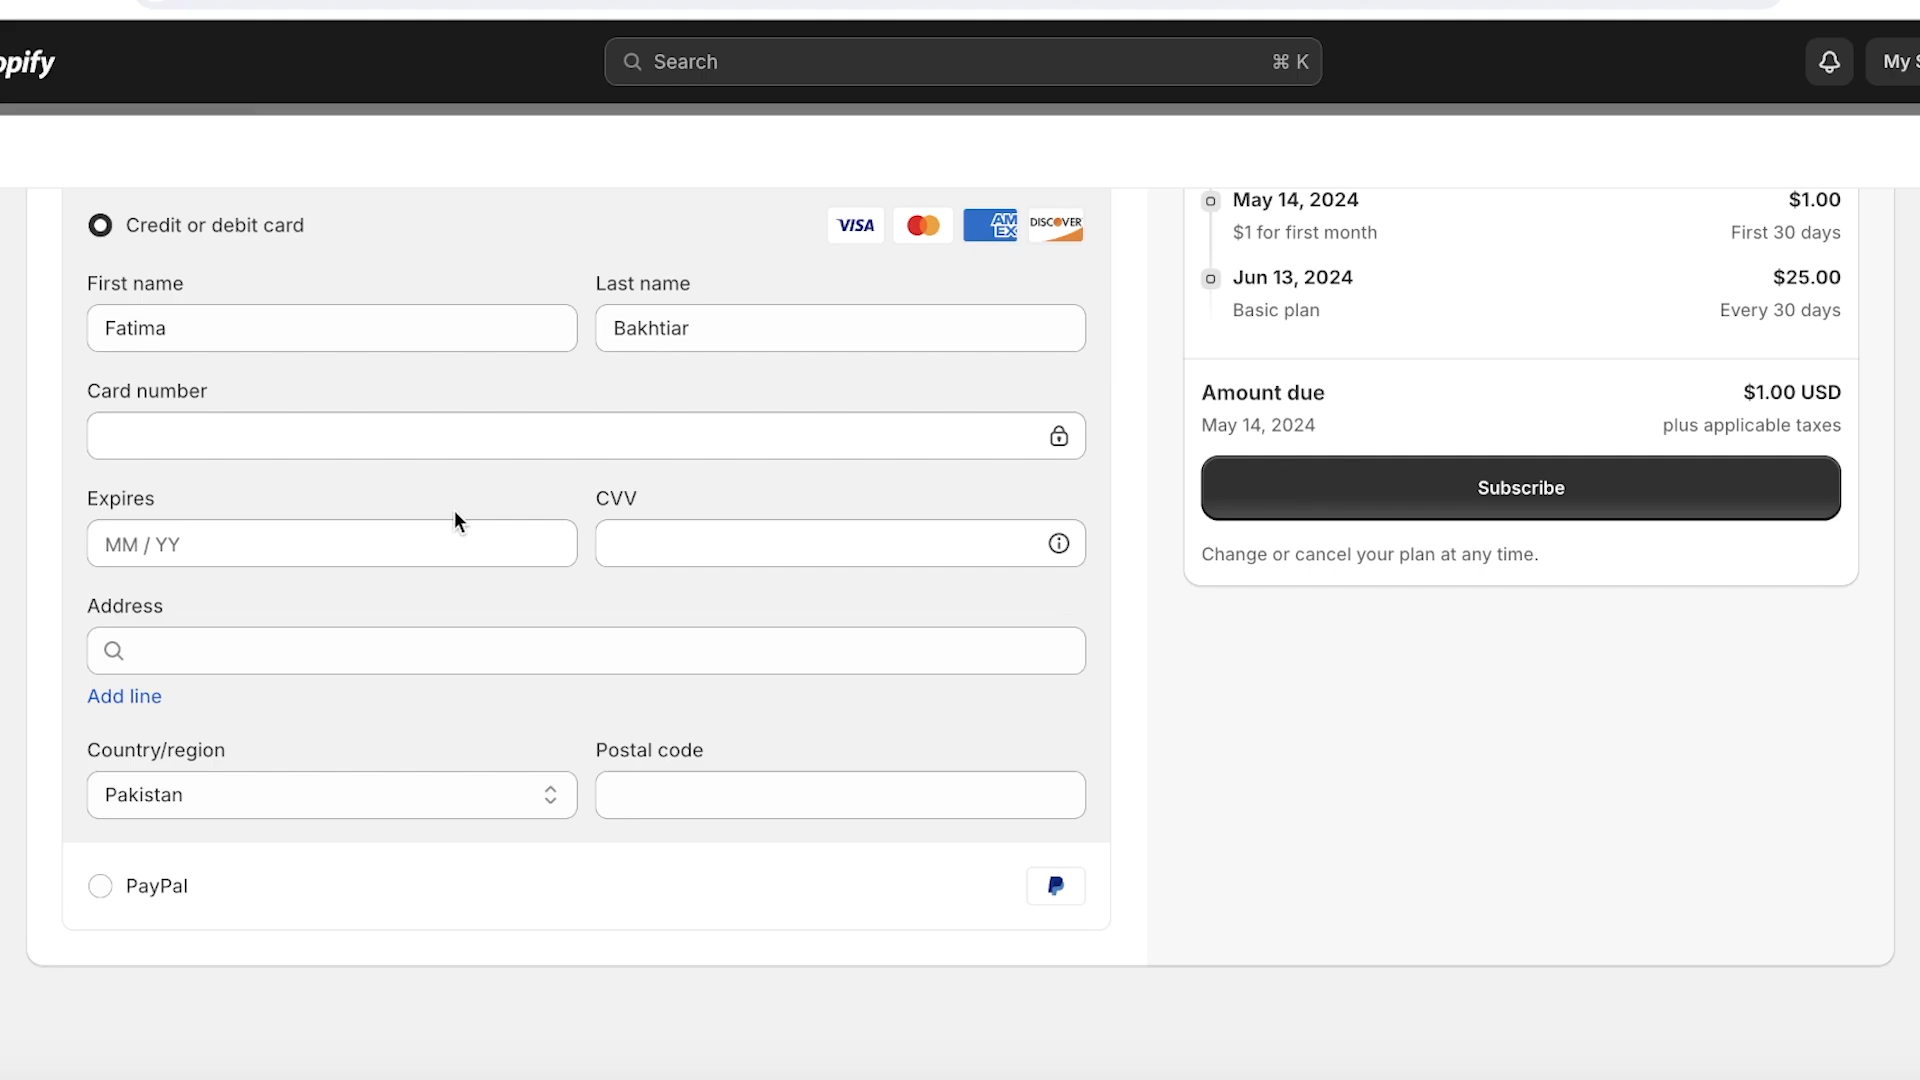 opify
Search
⌘ K
My S
Credit or debit card
VISA
AM
EX
DISCOVER
First name
Last name
Fatima
Bakhtiar
Card number
Expires
CVV
MM / YY
Address
Add line
Country/region
Postal code
Pakistan
PayPal
May 14, 2024
$1.00
$1 for first month
First 30 days
Jun 13, 2024
$25.00
Basic plan
Every 30 days
Amount due
$1.00 USD
May 14, 2024
plus applicable taxes
Subscribe
Change or cancel your plan at any time.